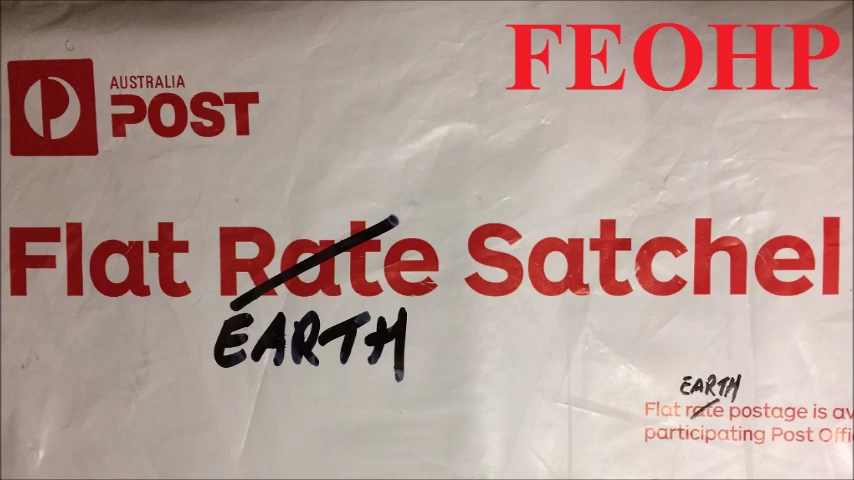 FEOHP
AUSTRALIA
POST
Flat Rate Satchel
EARTH
EARTH
Flat rate postage is av
participating Post Offi